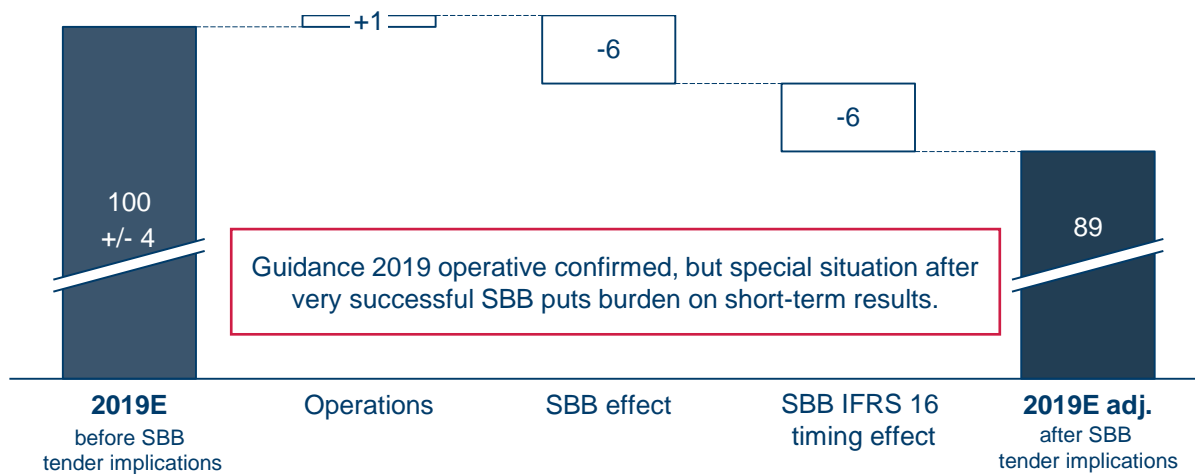 +1
-6
-6
100
+/- 4
89
Guidance 2019 operative confirmed, but special situation after
very successful SBB puts burden on short-term results.
2019E
before SBB
tender implications
Operations
SBB effect
SBB IFRS 16
timing effect
2019E adj.
after SBB
tender implications